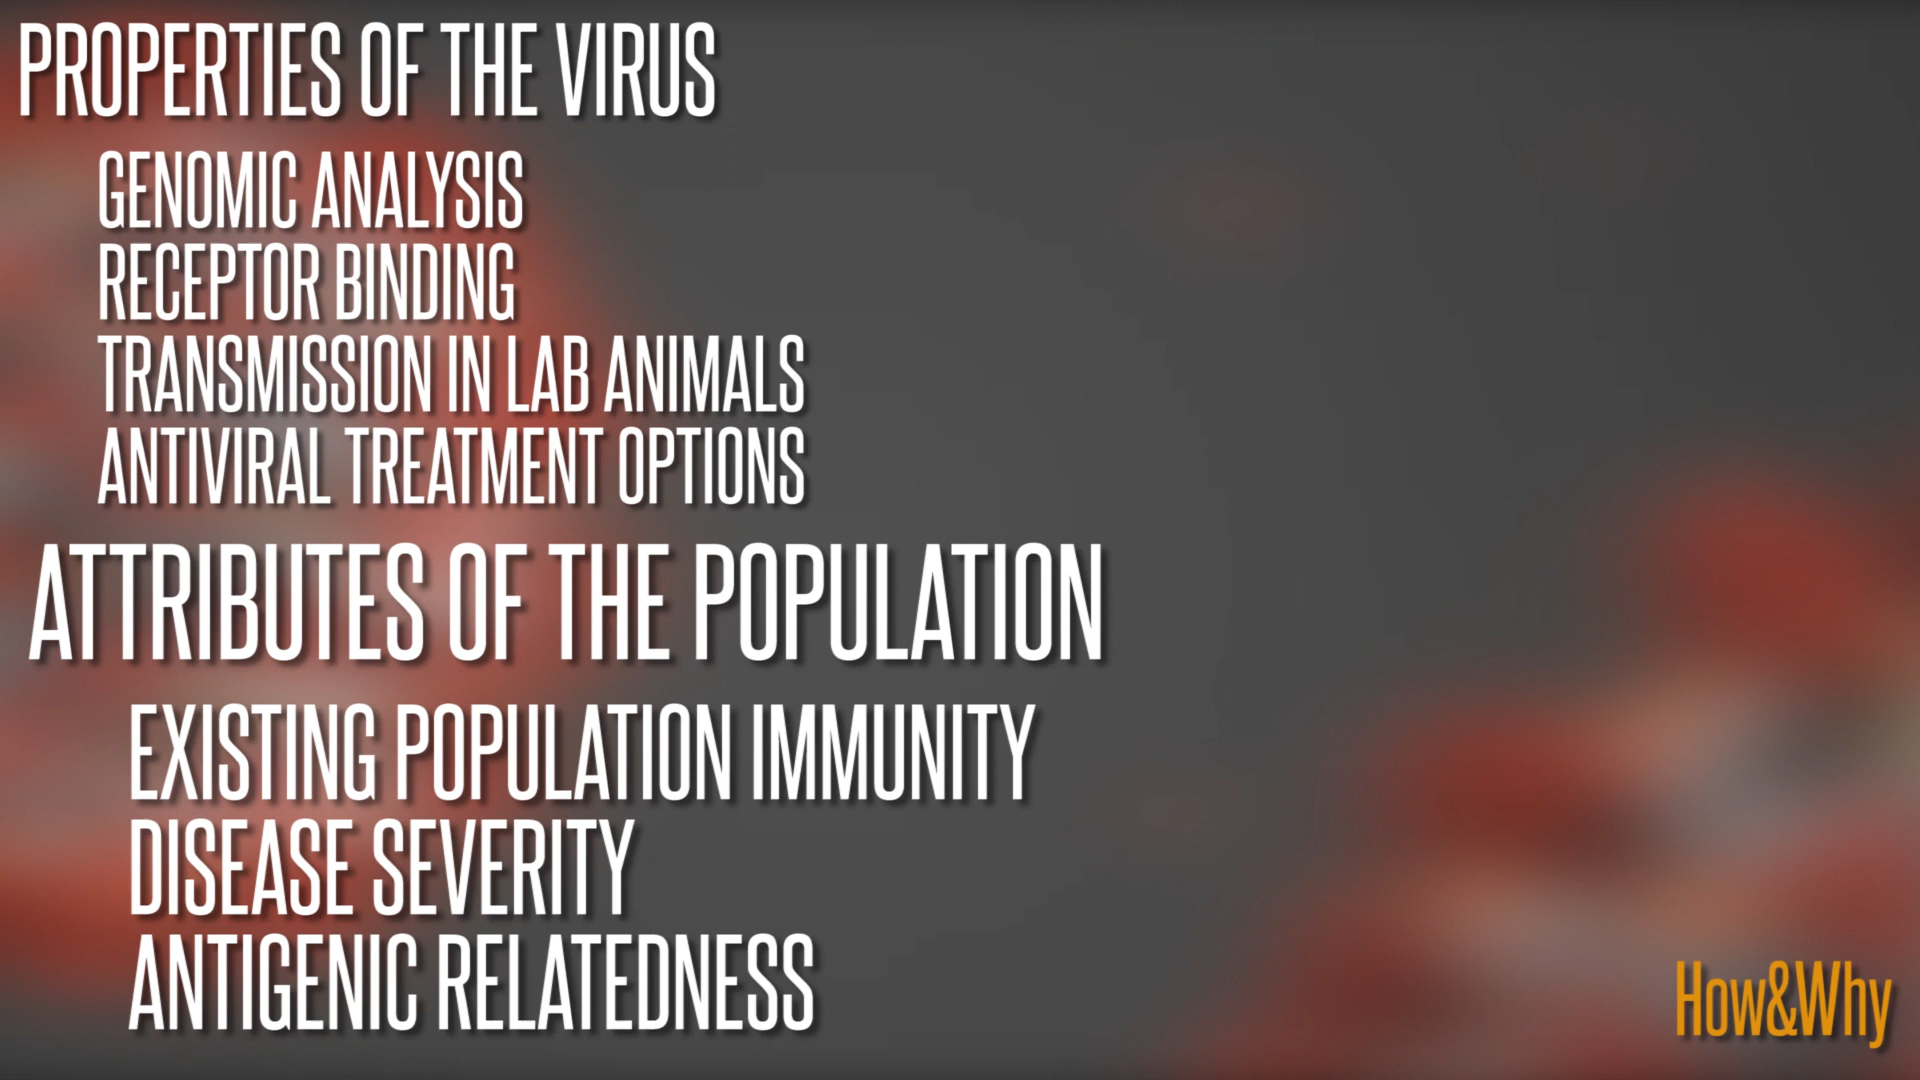 PROPERTIES OF THE VIRUS
GENOMIC ANALYSIS
RECEPTOR BINDING
TRANSMISSION IN LAB ANIMALS
ANTIVIRAL TREATMENT OPTIONS
ATTRIBUTES OF THE POPULATION
EXISTING POPULATION IMMUNITY
DISEASE SEVERITY
ANTIGENIC RELATEDNESS
How&Why